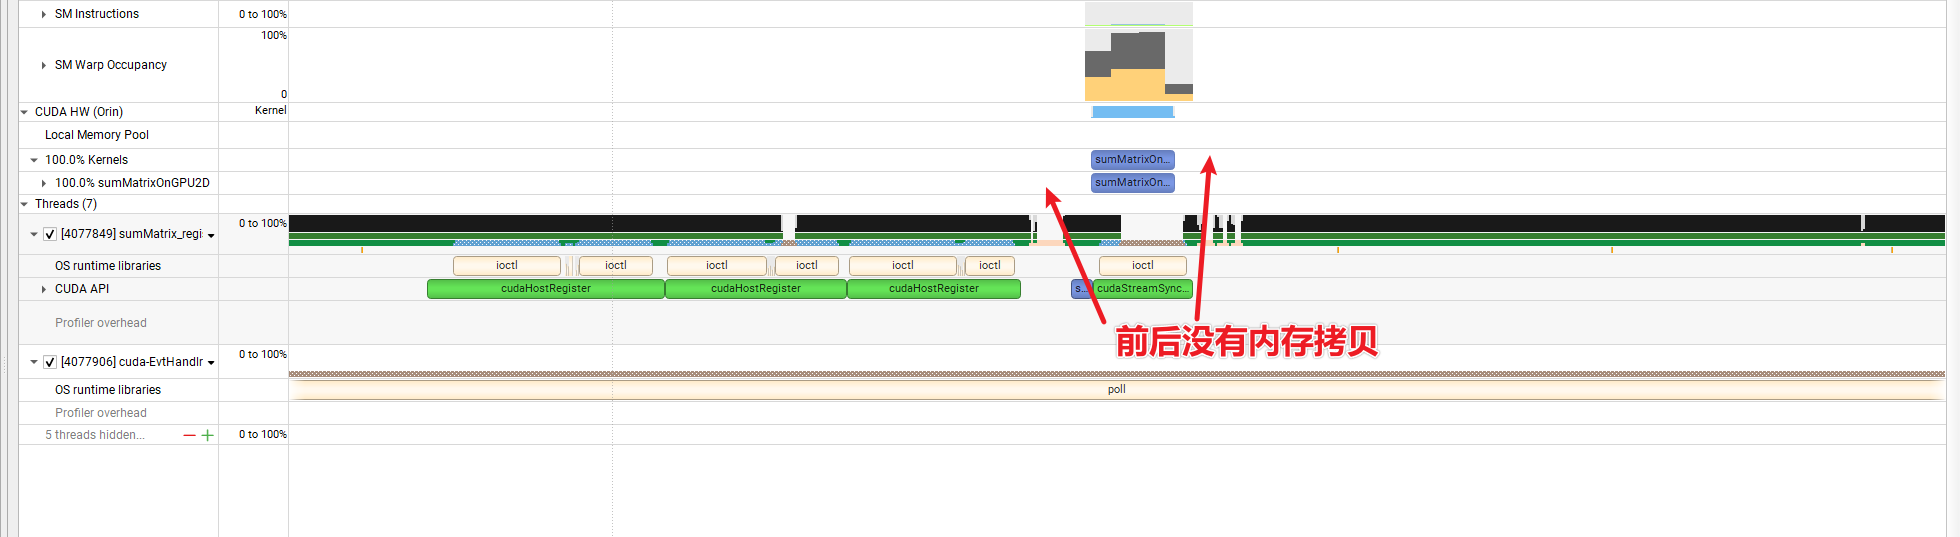 SM Instructions
0 to 100%
100%
SM Warp Occupancy
0
CUDA HW (Orin)
Kernel
Local Memory Pool
100.0% Kernels
sumMatrixOn...
100.0% sumMatrixOnGPU2D
sumMatrixOn...
Threads (7)
0 to 100%
[4077849] sumMatrix_regi
OS runtime libraries
ioctl ioctl ioctl ioctl ioctl ioctl ioctl
CUDA API
cudaHostRegister cudaHostRegister cudaHostRegister s... cudaStreamSync...
Profiler overhead
前后没有内存拷贝
0 to 100%
[4077906] cuda-EvtHandlr
OS runtime libraries
poll
Profiler overhead
5 threads hidden...
0 to 100%